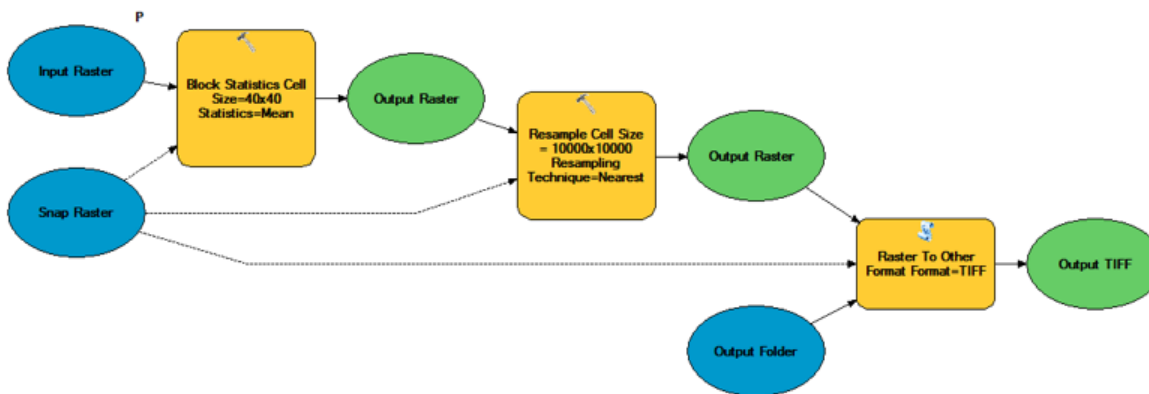 P
Input Raster
Block Statistics Cell
Size=40x40
Statistics=Mean
Output Raster
Resample Cell Size
= 10000x10000
Resampling
Technique=Nearest
Output Raster
Snap Raster
Raster To Other
Format Format=TIFF
Output TIFF
Output Folder